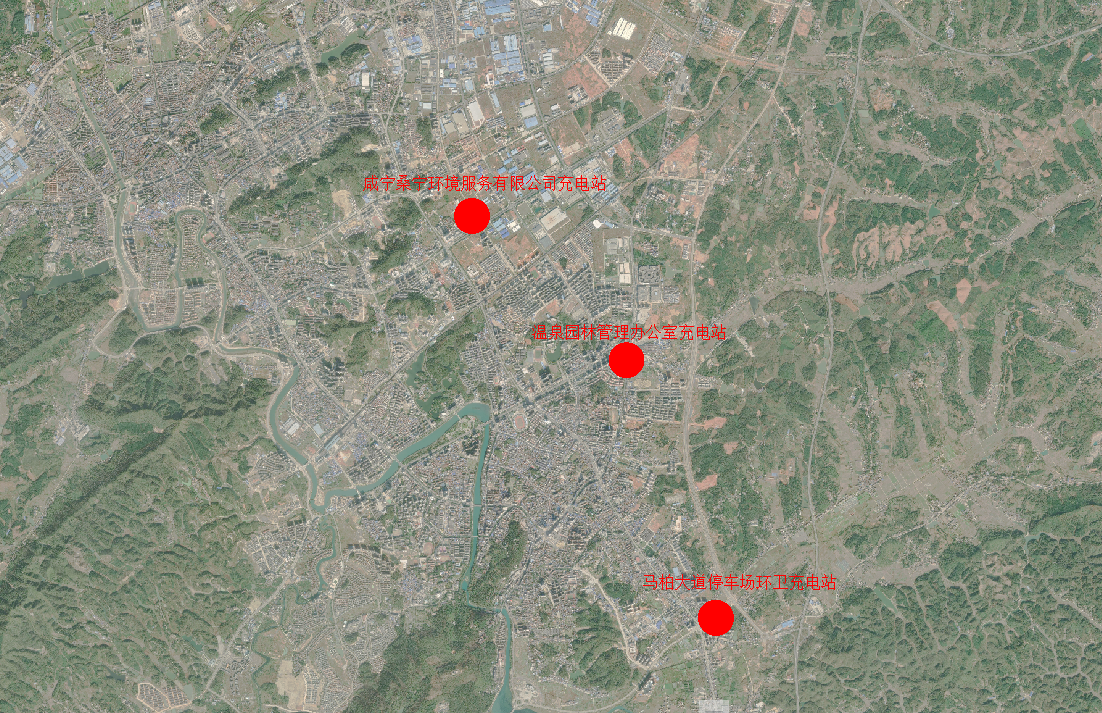 咸宁桑宁环境服务有限公司充电站
温泉园林管理办公室充电站
马柏大道停车场环卫充电站